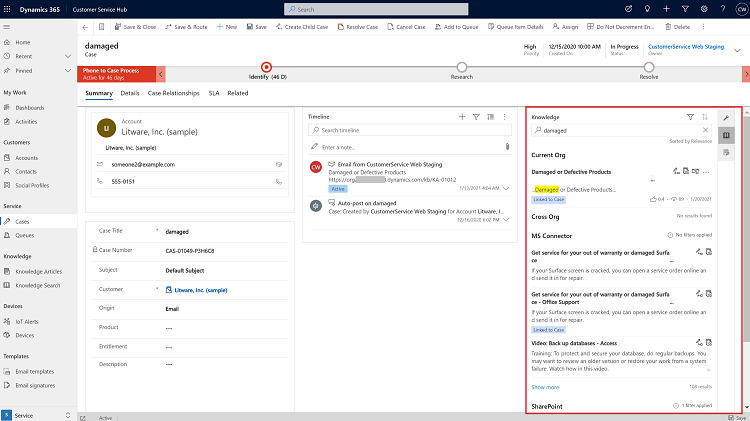 Dynamics 365
Customer Service Hub
Search
CW
Save & Close
Save & Route
New
Save
Create Child Case
Resolve Case
Cancel Case
Add to Queue
Queue Item Details
Assign
Do Not Decrement En...
Delete
Home
Recent
Pinned
My Work
Dashboards
Activities
Customers
Accounts
Contacts
Social Profiles
Service
Cases
Queues
Knowledge
Knowledge Articles
Knowledge Search
Devices
IoT Alerts
Devices
Templates
Email templates
Email signatures
S
Service
damaged
Case
High
Priority
12/15/2020 10:00 AM
Created On
In Progress
Status
CustomerService Web Staging
Owner
Phone to Case Process
Active for 46 days
Identify (46 D)
Research
Resolve
Summary
Details
Case Relationships
SLA
Related
LI
Account
Litware, Inc. (sample)
Litware, Inc. (sample)
someone2@example.com
555-0151
Case Title
*
damaged
Case Number
CAS-01049-P3H6C8
Subject
Default Subject
Customer
*
Litware, Inc. (sample)
Origin
Email
Product
---
Entitlement
---
Description
---
Timeline
Search timeline
Enter a note...
CW
Email from CustomerService Web Staging
Damaged or Defective Products
https://org
.dynamics.com/kb/KA-01012
Active
1/13/2021 4:04 AM
Auto-post on damaged
Case: Created by CustomerService Web Staging for Account Litware, I...
12/16/2020 6:02 PM
Knowledge
damaged
Sorted by Relevance
Current Org
Damaged or Defective Products
...
...Damaged or Defective Products...
Linked to Case
0.4
89
1/20/2021
Cross Org
No results found
MS Connector
No filters applied
Get service for your out of warranty or damaged Surfa
ce
...
If your Surface screen is cracked, you can open a service order online an
d send it in for repair.
Get service for your out of warranty or damaged Surfa
ce - Office Support
...
If your Surface screen is cracked, you can open a service order online an
d send it in for repair.
Linked to Case
Video: Back up databases - Access
Training: To protect and secure your database, do regular backups. You
may want to review an older version or restore your work from a system
failure. Watch how in this video.
Show more
108 results
SharePoint
1 filter applied
Active
Save